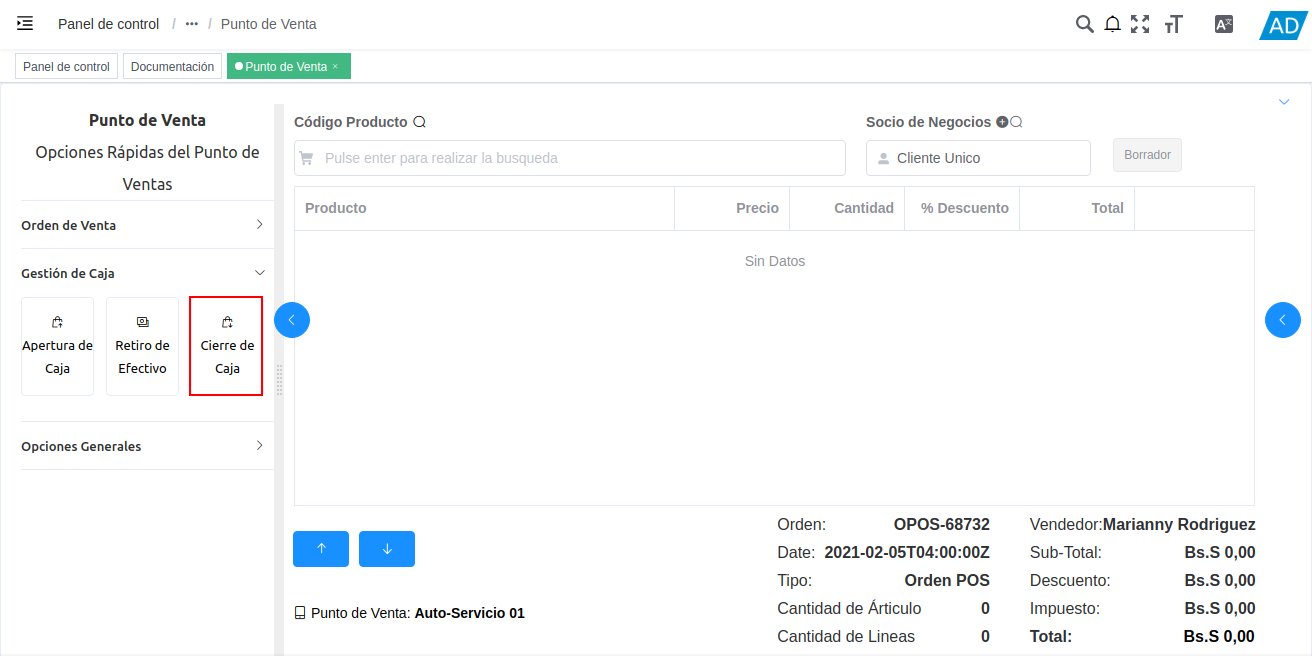 Panel de control / ••• / Punto de Venta
AD
Panel de control
Documentación
Punto de Venta ×
Punto de Venta
Opciones Rápidas del Punto de
Ventas
Orden de Venta
Gestión de Caja
Apertura de
Caja
Retiro de
Efectivo
Cierre de
Caja
Opciones Generales
Código Producto
Pulse enter para realizar la busqueda
Socio de Negocios
Cliente Unico
Borrador
Producto Precio Cantidad % Descuento Total
Sin Datos
Punto de Venta: Auto-Servicio 01
Orden: OPOS-68732
Date: 2021-02-05T04:00:00Z
Tipo: Orden POS
Cantidad de Árticulo 0
Cantidad de Lineas 0
Vendedor:Marianny Rodriguez
Sub-Total: Bs.S 0,00
Descuento: Bs.S 0,00
Impuesto: Bs.S 0,00
Total: Bs.S 0,00